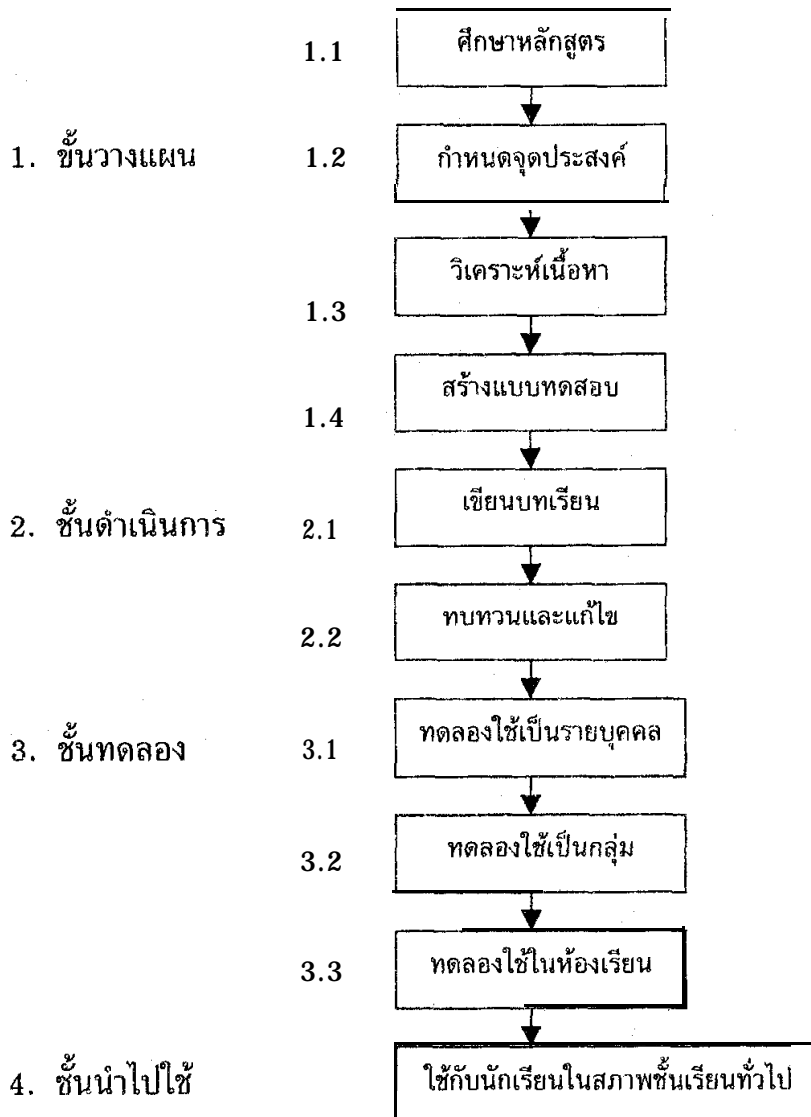 1.1 ศึกษาหลักสูตร
1. ขั้นวางแผน 1.2 กำหนดจุดประสงค์
วิเคราะห์เนื้อหา
1.3
สร้างแบบทดสอบ
1.4
เขียนบทเรียน
2. ขั้นดำเนินการ 2.1
ทบทวนและแก้ไข
2.2
ทดลองใช้เป็นรายบุคคล
3. ขั้นทดลอง 3.1
ทดลองใช้เป็นกลุ่ม
3.2
ทดลองใช้ในห้องเรียน
3.3
4. ขั้นนำไปใช้ ใช้กับนักเรียนในสภาพชั้นเรียนทั่วไป